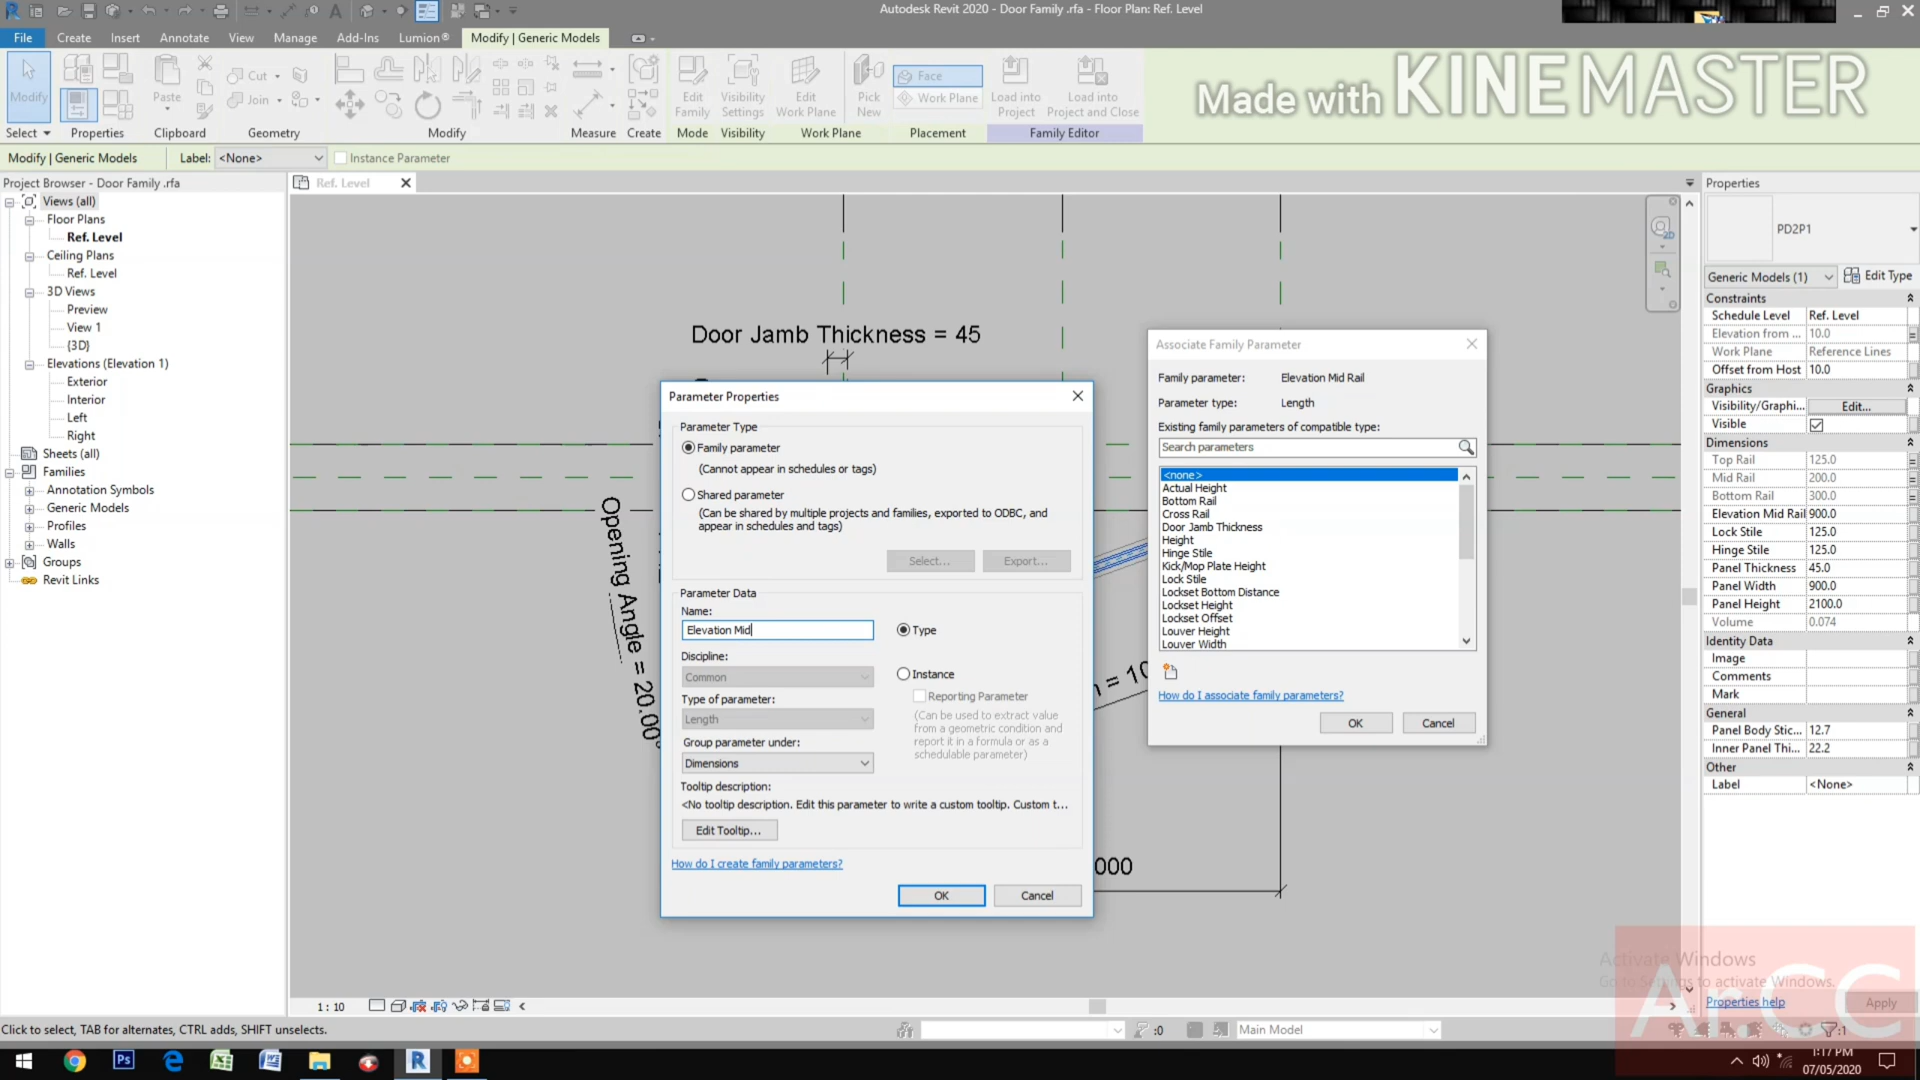 Autodesk Revit 2020 - Door Family .rfa - Floor Plan: Ref. Level
File Create Insert Annotate View Manage Add-Ins Lumion® Modify | Generic Models
Modify
Paste
Cut
Join
Edit Family
Visibility Settings
Edit Work Plane
Pick New
Face
Work Plane
Load into Project
Load into Project and Close
Made with KINEMASTER
Select Properties Clipboard Geometry Modify Measure Create Mode Visibility Work Plane Placement Family Editor
Modify | Generic Models Label: <None> Instance Parameter
Project Browser - Door Family .rfa
Views (all)
Floor Plans
Ref. Level
Ceiling Plans
Ref. Level
3D Views
Preview
View 1
{3D}
Elevations (Elevation 1)
Exterior
Interior
Left
Right
Sheets (all)
Families
Annotation Symbols
Generic Models
Profiles
Walls
Groups
Revit Links
Ref. Level
2D
Door Jamb Thickness = 45
Opening Angle = 20.00°
= 10
000
Parameter Properties
Parameter Type
Family parameter
(Cannot appear in schedules or tags)
Shared parameter
(Can be shared by multiple projects and families, exported to ODBC, and
appear in schedules and tags)
Select... Export...
Parameter Data
Name:
Elevation Mid
Type
Discipline:
Common
Instance
Reporting Parameter
Type of parameter:
Length
(Can be used to extract value
from a geometric condition and
report it in a formula or as a
schedulable parameter)
Group parameter under:
Dimensions
Tooltip description:
<No tooltip description. Edit this parameter to write a custom tooltip. Custom t...
Edit Tooltip...
How do I create family parameters?
OK Cancel
Associate Family Parameter
Family parameter: Elevation Mid Rail
Parameter type: Length
Existing family parameters of compatible type:
Search parameters
<none>
Actual Height
Bottom Rail
Cross Rail
Door Jamb Thickness
Height
Hinge Stile
Kick/Mop Plate Height
Lock Stile
Lockset Bottom Distance
Lockset Height
Lockset Offset
Louver Height
Louver Width
How do I associate family parameters?
OK Cancel
Properties
PD2P1
Generic Models (1) Edit Type
Constraints
Schedule Level Ref. Level
Elevation from ... 10.0
Work Plane Reference Lines
Offset from Host 10.0
Graphics
Visibility/Graphi... Edit...
Visible
Dimensions
Top Rail 125.0
Mid Rail 200.0
Bottom Rail 300.0
Elevation Mid Rail 900.0
Lock Stile 125.0
Hinge Stile 125.0
Panel Thickness 45.0
Panel Width 900.0
Panel Height 2100.0
Volume 0.074
Identity Data
Image
Comments
Mark
General
Panel Body Stic... 12.7
Inner Panel Thi... 22.2
Other
Label <None>
Activate Windows
Go to Settings to activate Windows.
ArCC
Properties help Apply
1 : 10
Click to select, TAB for alternates, CTRL adds, SHIFT unselects.
:0 Main Model :1
1:17 PM
07/05/2020